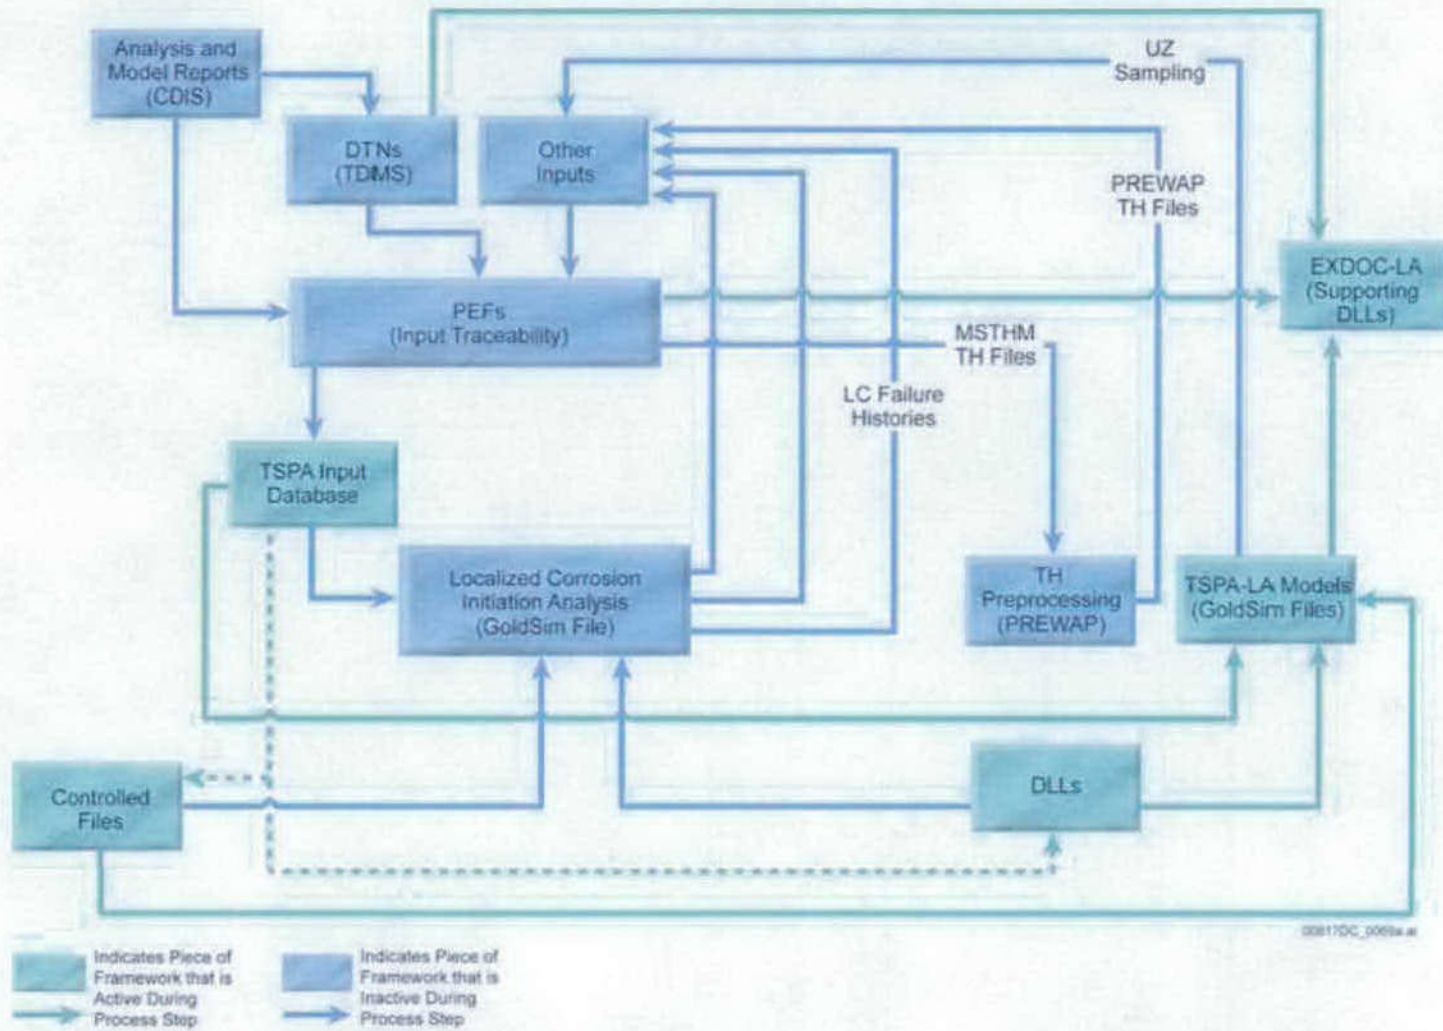 Analysis and
Model Reports
(CDIS)
UZ
Sampling
DTNs
(TDMS)
Other
Inputs
PREWAP
TH Files
EXDOC-LA
(Supporting
DLLs)
PEFs
(Input Traceability)
MSTHM
TH Files
LC Failure
Histories
TSPA Input
Database
Localized Corrosion
Initiation Analysis
(GoldSim File)
TH
Preprocessing
(PREWAP)
TSPA-LA Models
(GoldSim Files)
Controlled
Files
DLLs
Indicates Piece of
Framework that is
Active During
Process Step
Indicates Piece of
Framework that is
Inactive During
Process Step